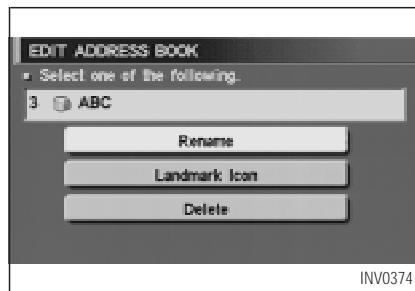 EDIT ADDRESS BOOK
Select one of the following.
3 ABC
Rename
Landmark Icon
Delete
INV0374